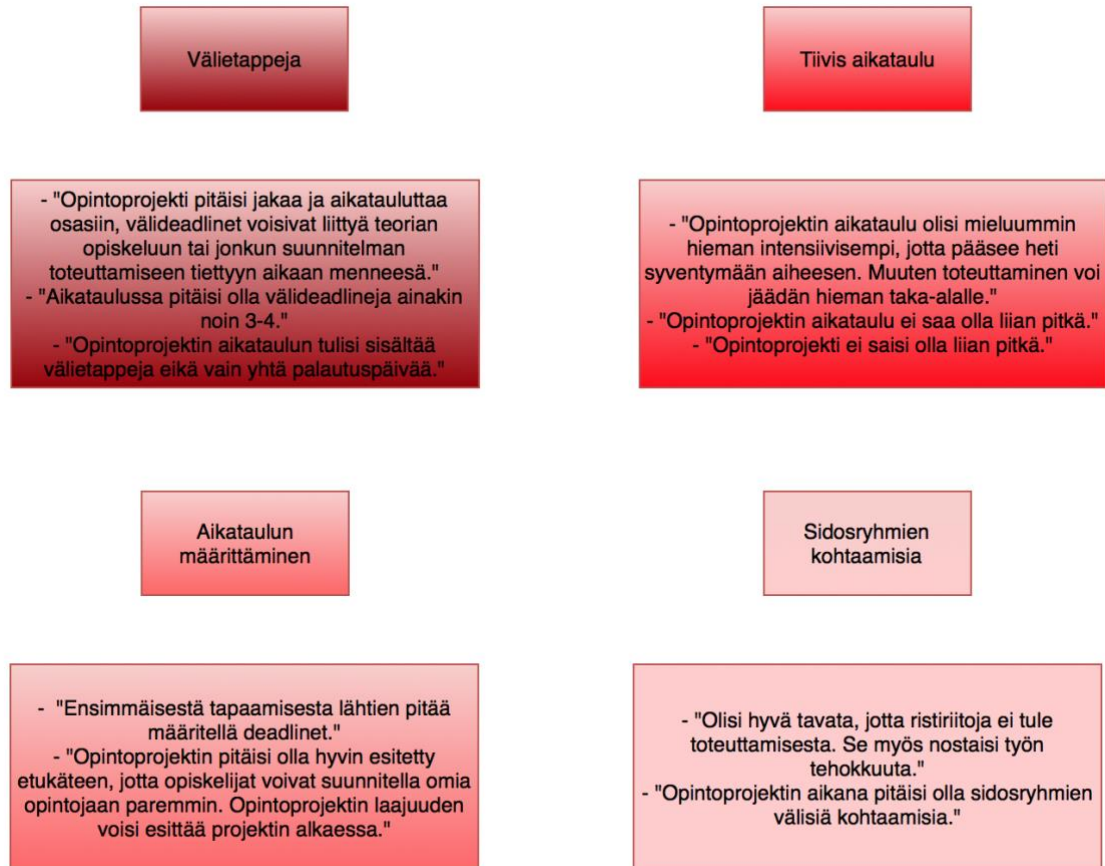 Välietappeja
- "Opintoprojekti pitäisi jakaa ja aikatauluttaa
osasiin, välideadlinet voisivat liittyä teorian
opiskeluun tai jonkun suunnitelman
toteuttamiseen tiettyyn aikaan menneesä."
- "Aikataulussa pitäisi olla välideadlineja ainakin
noin 3-4."
- "Opintoprojektin aikataulun tulisi sisältää
välietappeja eikä vain yhtä palautuspäivää."
Tiivis aikataulu
- "Opintoprojektin aikataulu olisi mieluummin
hieman intensiivisempi, jotta pääsee heti
syventymään aiheesen. Muuten toteuttaminen voi
jäädän hieman taka-alalle."
- "Opintoprojektin aikataulu ei saa olla liian pitkä."
- "Opintoprojekti ei saisi olla liian pitkä."
Aikataulun
määrittäminen
- "Ensimmäisestä tapaamisesta lähtien pitää
määritellä deadlinet."
- "Opintoprojektin pitäisi olla hyvin esitetty
etukäteen, jotta opiskelijat voivat suunnitella omia
opintojaan paremmin. Opintoprojektin laajuuden
voisi esittää projektin alkaessa."
Sidosryhmien
kohtaamisia
- "Olisi hyvä tavata, jotta ristiriitoja ei tule
toteuttamisesta. Se myös nostaisi työn
tehokkuuta."
- "Opintoprojektin aikana pitäisi olla sidosryhmien
välisiä kohtaamisia."